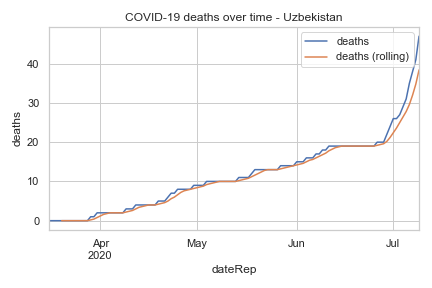 COVID-19 deaths over time - Uzbekistan
deaths
deaths (rolling)
deaths
40
30
20
10
0
Apr
2020
May
Jun
Jul
dateRep